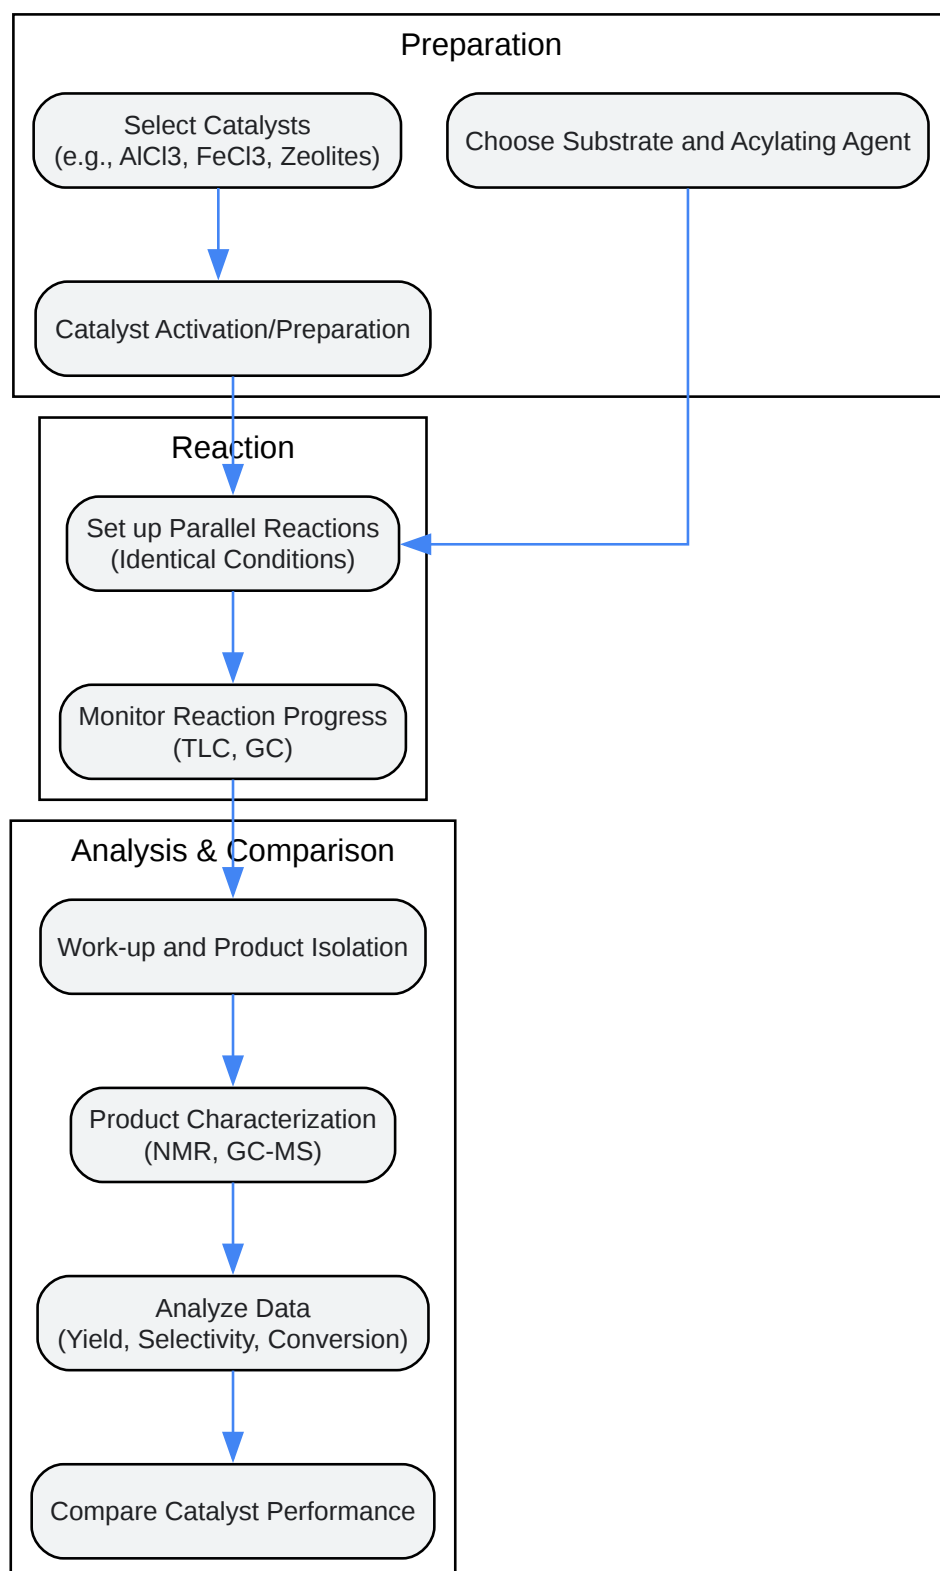 Preparation
Select Catalysts
(e.g., AlCl3, FeCl3, Zeolites)
Choose Substrate and Acylating Agent
Catalyst Activation/Preparation
Reaction
Set up Parallel Reactions
(Identical Conditions)
Monitor Reaction Progress
(TLC, GC)
Analysis & Comparison
Work-up and Product Isolation
Product Characterization
(NMR, GC-MS)
Analyze Data
(Yield, Selectivity, Conversion)
Compare Catalyst Performance